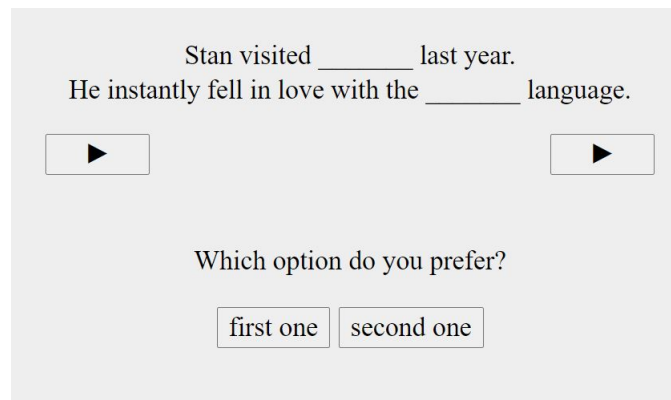 Stan visited _______ last year.
He instantly fell in love with the _______ language.
Which option do you prefer?
first one second one